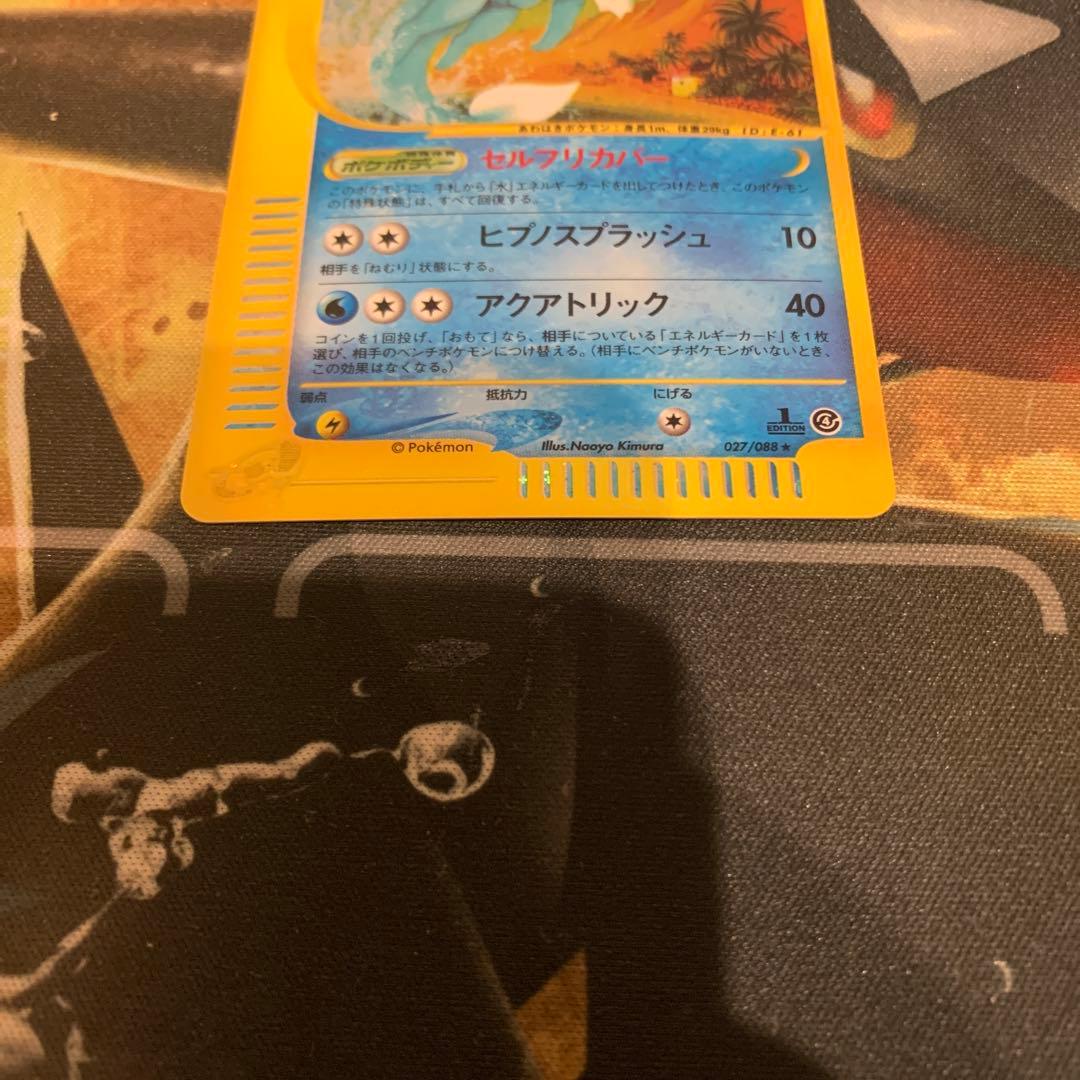 あわはきポケモン：身長1m、体重29kg ID：E-61
ポケボディー セルフリカバー
このポケモンに、手札から「水」エネルギーカードを出してつけたとき、このポケモン
の「特殊状態」は、すべて回復する。
ヒプノスプラッシュ 10
相手を「ねむり」状態にする。
アクアトリック 40
コインを1回投げ、「おもて」なら、相手についている「エネルギーカード」を1枚
選び、相手のベンチポケモンにつけ替える。（相手にベンチポケモンがいないとき、
この効果はなくなる。）
弱点 抵抗力 にげる
1 EDITION
© Pokémon Illus.Naoyo Kimura 027/088 ★